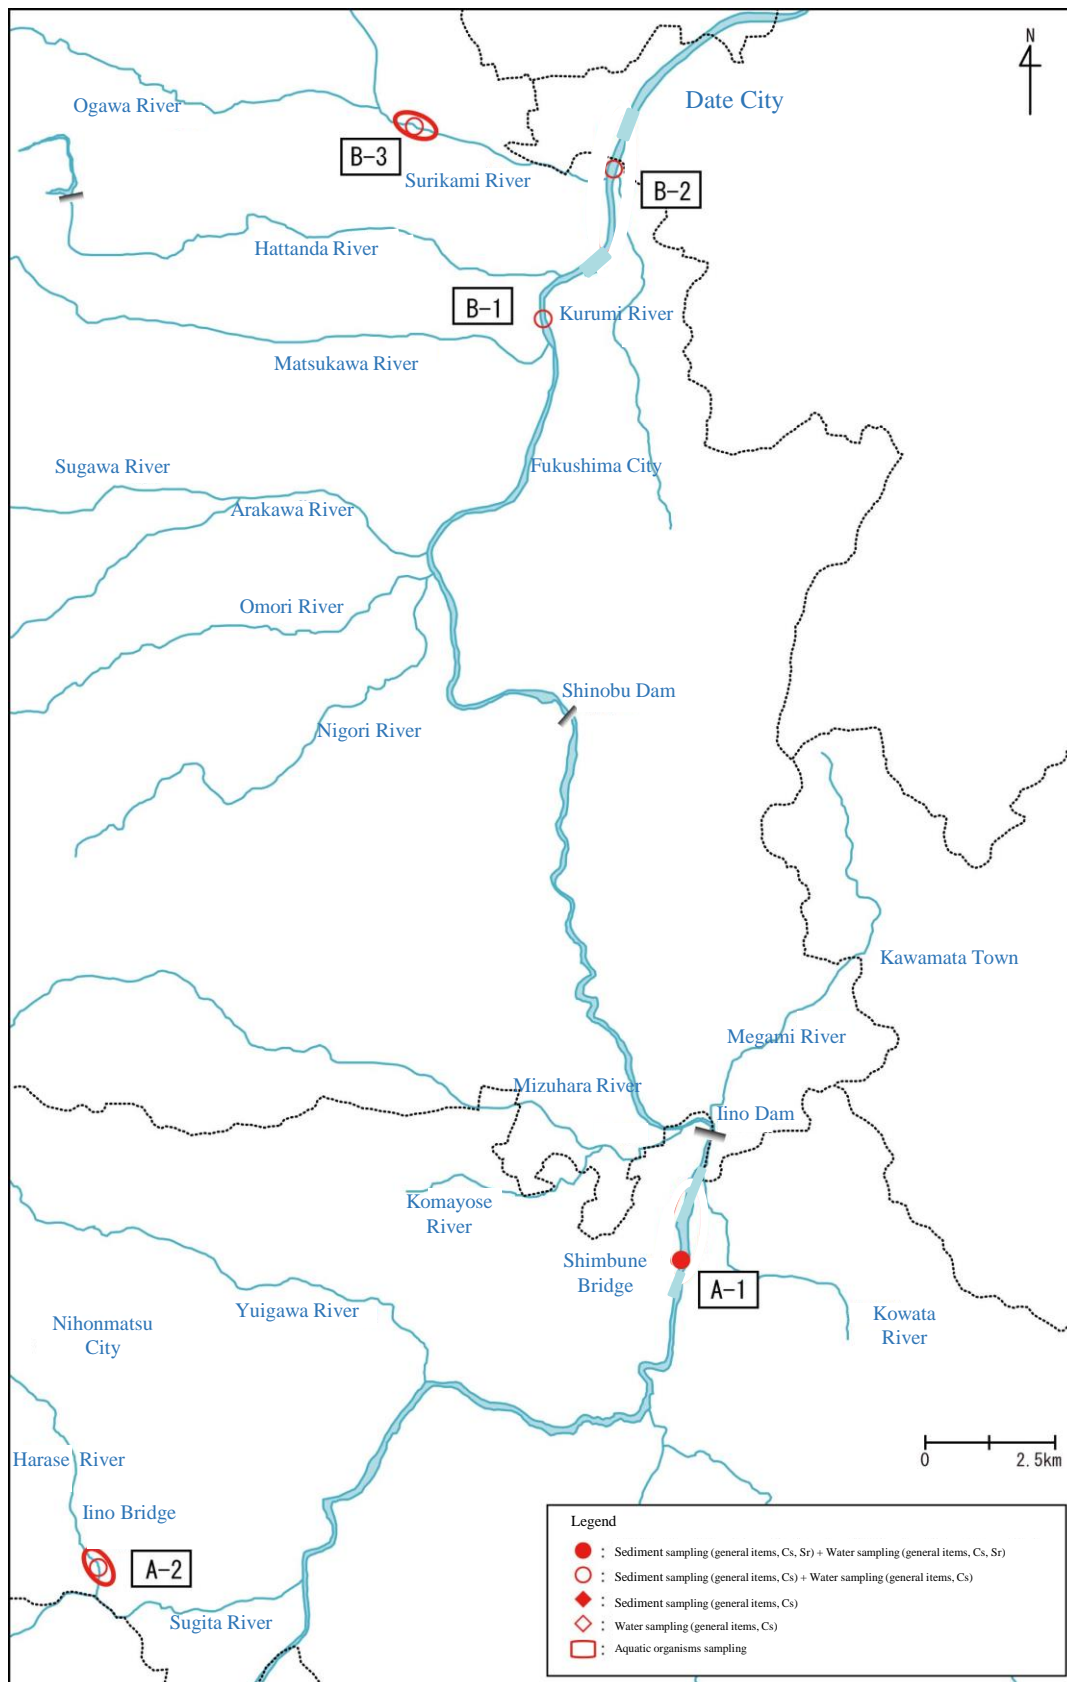 N
Date City
Ogawa River
B-3
Surikami River
B-2
Hattanda River
B-1
Kurumi River
Matsukawa River
Fukushima City
Sugawa River
Arakawa River
Omori River
Shinobu Dam
Nigori River
Kawamata Town
Megami River
Mizuhara River
Iino Dam
Komayose
River
Shimbune
Bridge
A-1
Yuigawa River
Kowata
River
Nihonmatsu
City
Harase River
0 2.5km
Iino Bridge
A-2
Sugita River
Legend
: Sediment sampling (general items, Cs, Sr) + Water sampling (general items, Cs, Sr)
: Sediment sampling (general items, Cs) + Water sampling (general items, Cs)
: Sediment sampling (general items, Cs)
: Water sampling (general items, Cs)
: Aquatic organisms sampling